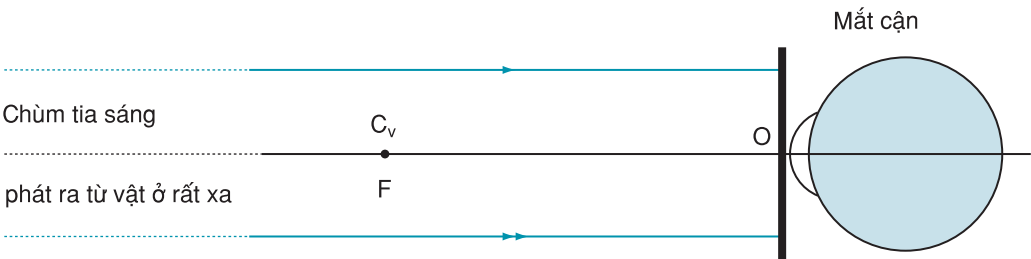 Mắt cận
Chùm tia sáng
Cv
O
F
phát ra từ vật ở rất xa